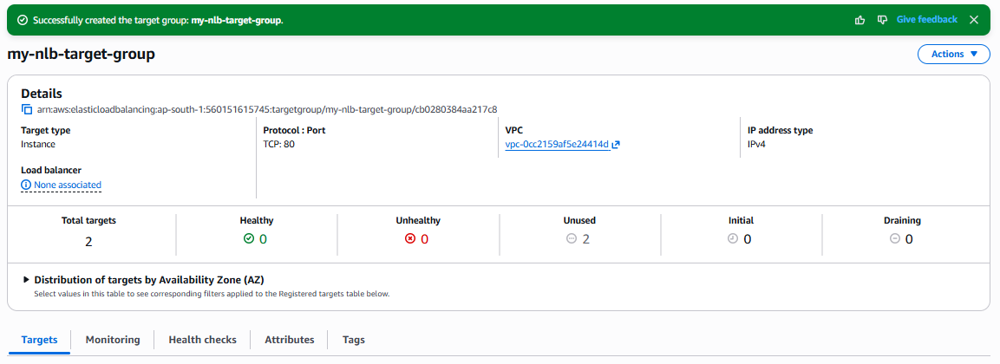 Successfully created the target group: my-nlb-target-group.
Give feedback
my-nlb-target-group
Actions
Details
arn:aws:elasticloadbalancing:ap-south-1:560151615745:targetgroup/my-nlb-target-group/cb0280384aa217c8
Target type
Instance
Protocol : Port
TCP: 80
VPC
vpc-0cc2159af5e24414d
IP address type
IPv4
Load balancer
None associated
Total targets
2
Healthy
0
Unhealthy
0
Unused
2
Initial
0
Draining
0
Distribution of targets by Availability Zone (AZ)
Select values in this table to see corresponding filters applied to the Registered targets table below.
Targets
Monitoring
Health checks
Attributes
Tags